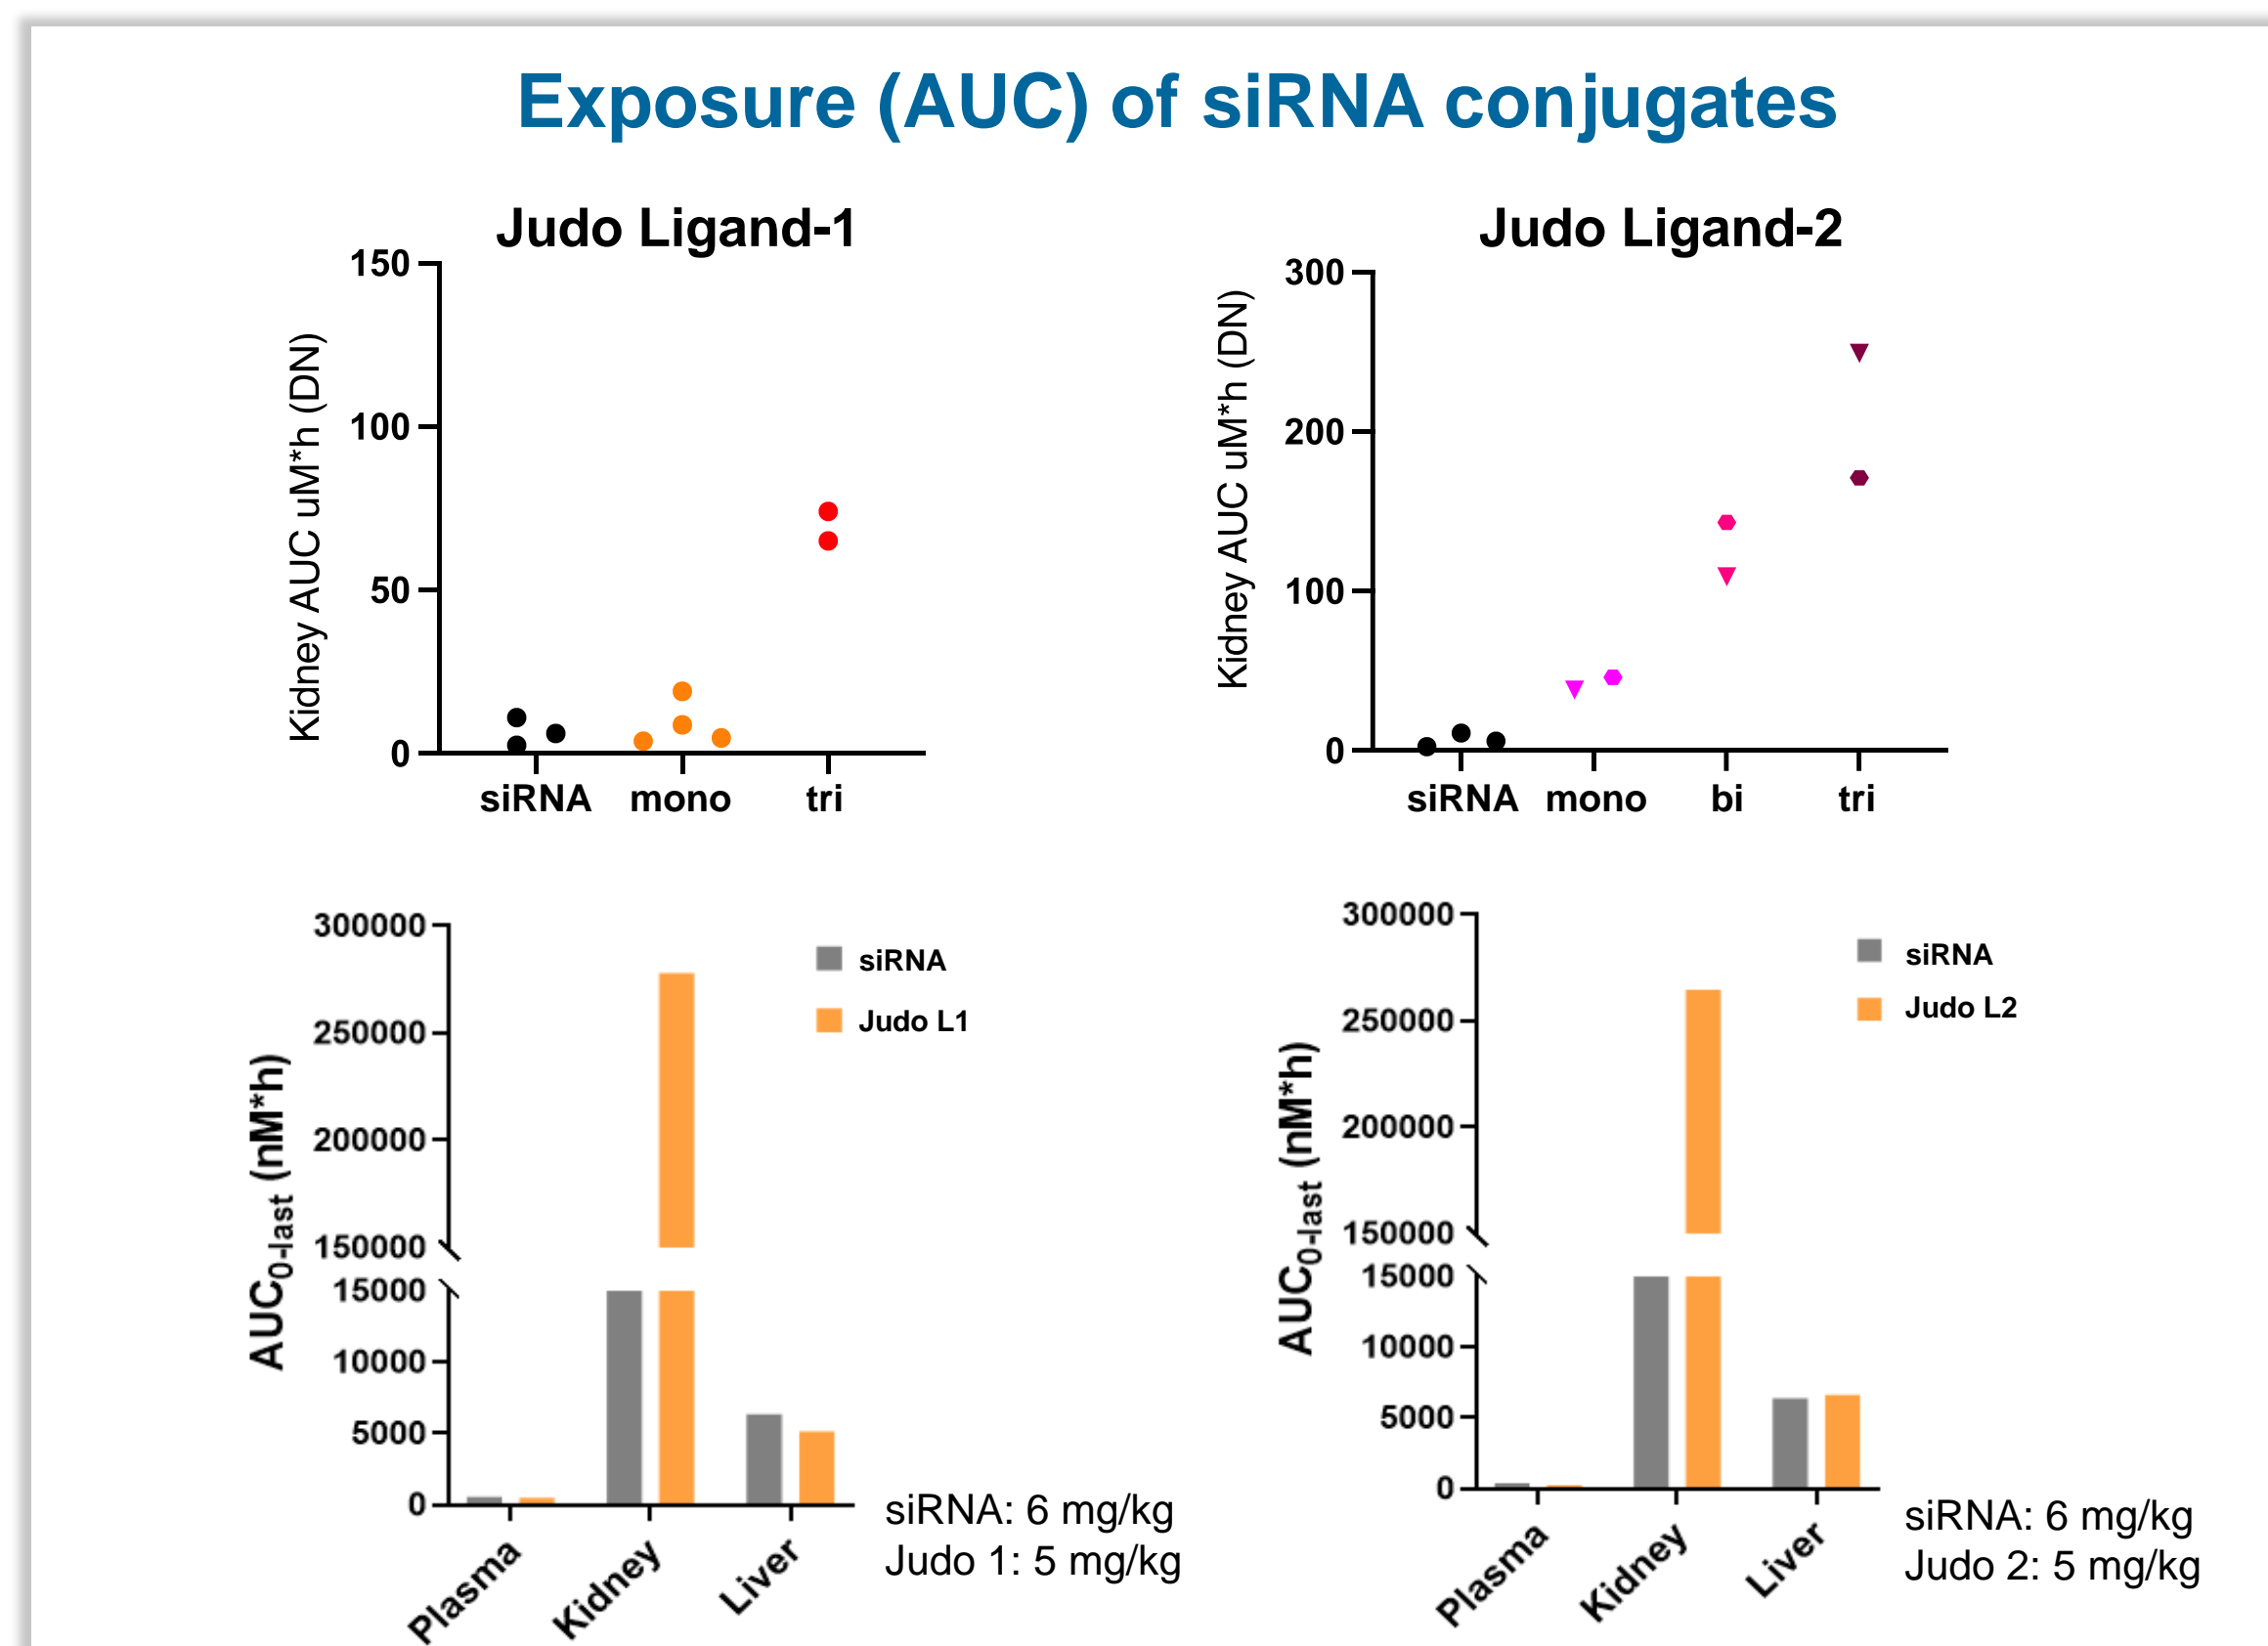 Exposure (AUC) of siRNA conjugates
Judo Ligand-1
Kidney AUC uM*h (DN)
150
100
50
0
siRNA mono tri
Judo Ligand-2
Kidney AUC uM*h (DN)
300
200
100
0
siRNA mono bi tri
AUC0-last (nM*h)
300000
250000
200000
150000
15000
10000
5000
0
Plasma Kidney Liver
siRNA
Judo L1
siRNA: 6 mg/kg
Judo 1: 5 mg/kg
AUC0-last (nM*h)
300000
250000
200000
150000
15000
10000
5000
0
Plasma Kidney Liver
siRNA
Judo L2
siRNA: 6 mg/kg
Judo 2: 5 mg/kg